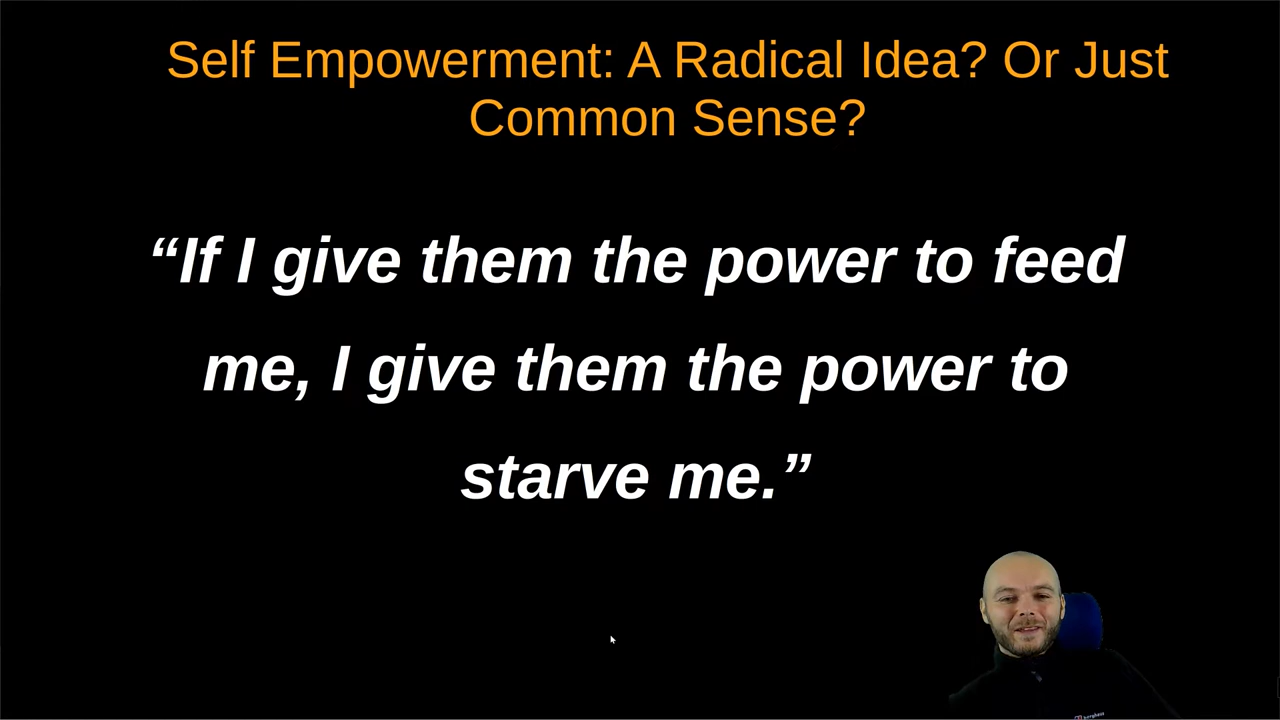 Self Empowerment: A Radical Idea? Or Just
Common Sense?
“If I give them the power to feed
me, I give them the power to
starve me.”